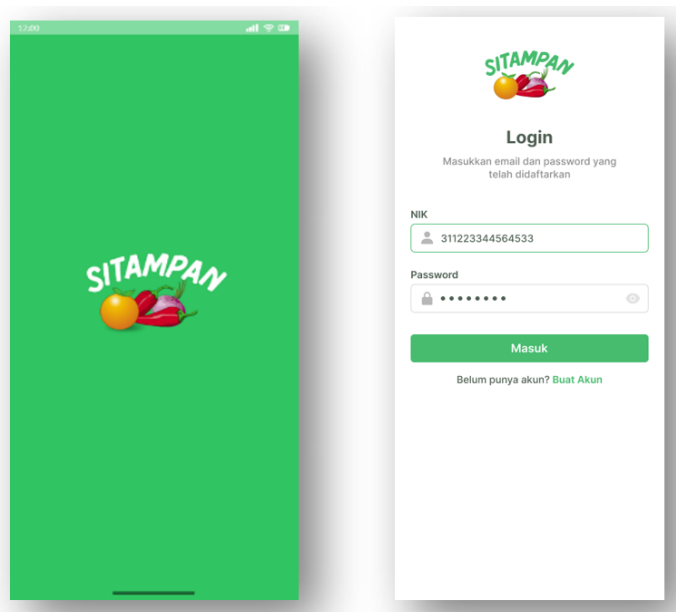 12:00
SITAMPAN
SITAMPAN
Login
Masukkan email dan password yang
telah didaftarkan
NIK
311223344564533
Password
Masuk
Belum punya akun? Buat Akun